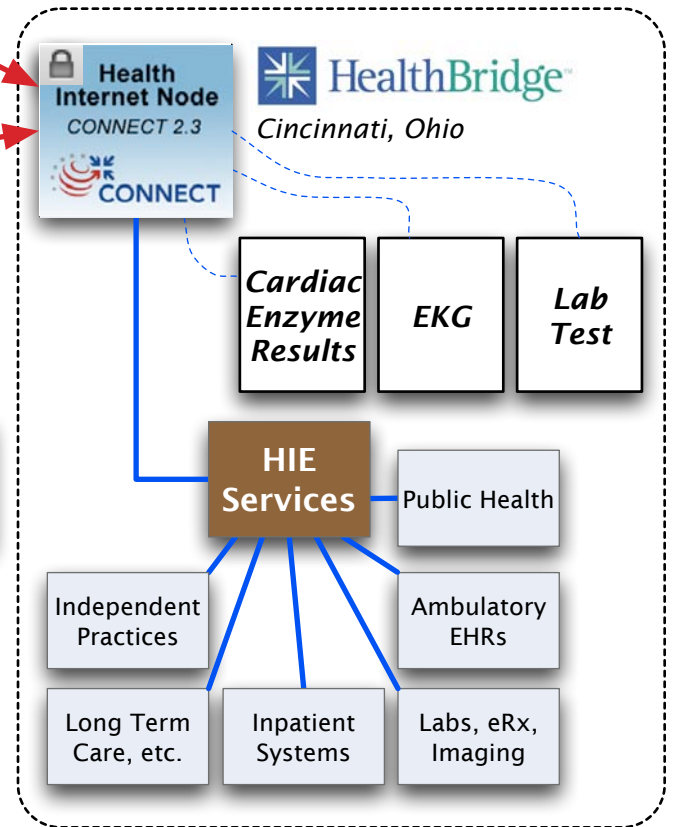 Health
Internet Node
CONNECT 2.3
CONNECT
HealthBridge™
Cincinnati, Ohio
Cardiac
Enzyme
Results
EKG
Lab
Test
HIE
Services
Public Health
Independent
Practices
Ambulatory
EHRs
Long Term
Care, etc.
Inpatient
Systems
Labs, eRx,
Imaging